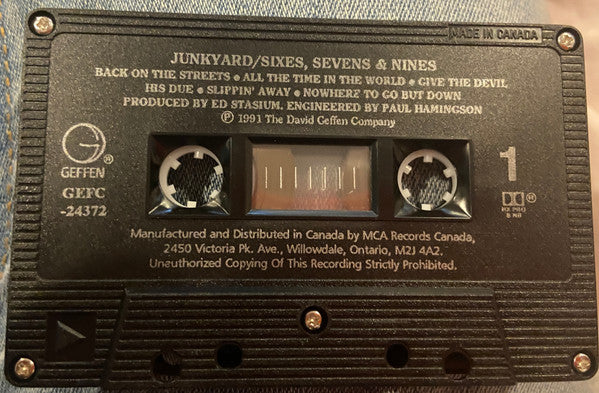 MADE IN CANADA
JUNKYARD/SIXES, SEVENS & NINES
BACK ON THE STREETS • ALL THE TIME IN THE WORLD • GIVE THE DEVIL
HIS DUE • SLIPPIN' AWAY • NOWHERE TO GO BUT DOWN
PRODUCED BY ED STASIUM. ENGINEERED BY PAUL HAMINGSON
℗ 1991 The David Geffen Company
G®
GEFFEN
GEFC
-24372
1
®
HX PRO
B NR
Manufactured and Distributed in Canada by MCA Records Canada,
2450 Victoria Pk. Ave., Willowdale, Ontario, M2J 4A2.
Unauthorized Copying Of This Recording Strictly Prohibited.